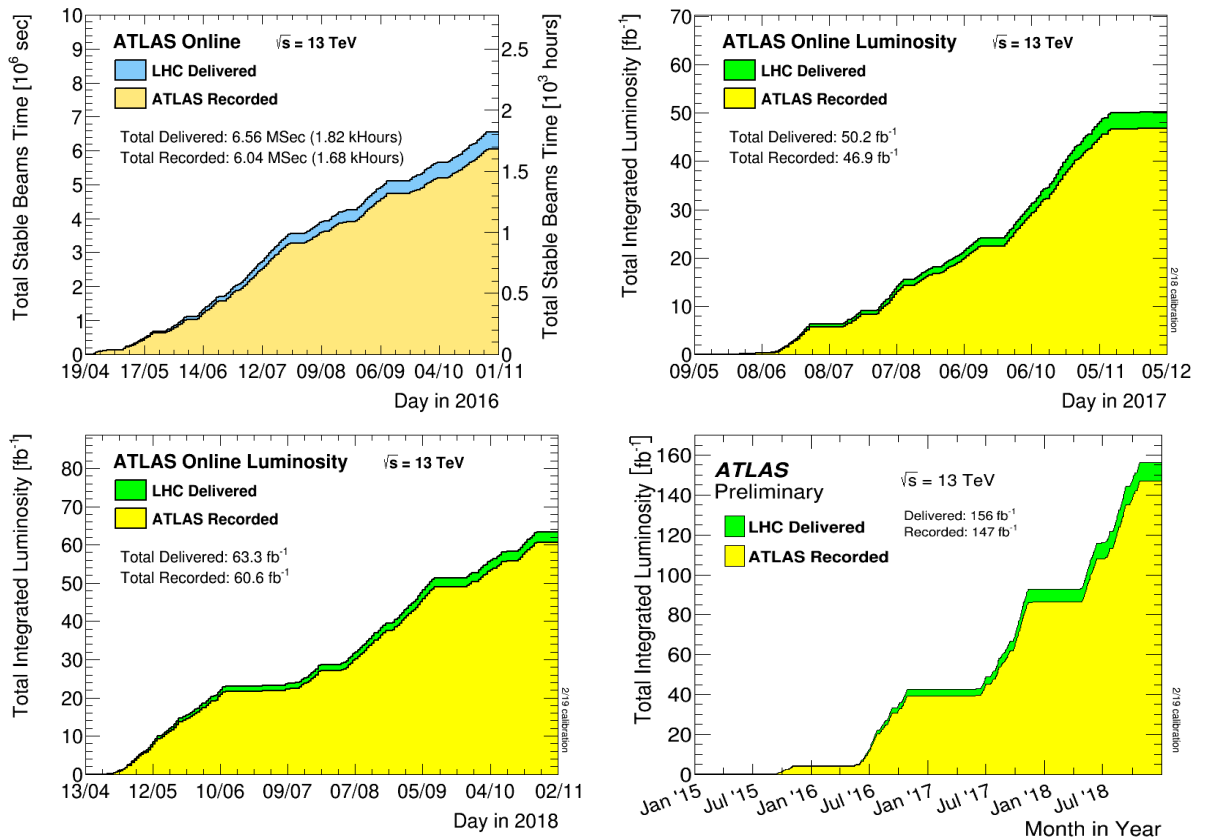 ATLAS Online √s = 13 TeV
LHC Delivered
ATLAS Recorded
Total Delivered: 6.56 MSec (1.82 kHours)
Total Recorded: 6.04 MSec (1.68 kHours)
Total Stable Beams Time [10⁶ sec]
10
9
8
7
6
5
4
3
2
1
0
Total Stable Beams Time [10³ hours]
2.5
2
1.5
1
0.5
0
19/04 17/05 14/06 12/07 09/08 06/09 04/10 01/11
Day in 2016
ATLAS Online Luminosity √s = 13 TeV
LHC Delivered
ATLAS Recorded
Total Delivered: 50.2 fb⁻¹
Total Recorded: 46.9 fb⁻¹
Total Integrated Luminosity [fb⁻¹]
70
60
50
40
30
20
10
0
2/18 calibration
09/05 08/06 08/07 07/08 06/09 06/10 05/11 05/12
Day in 2017
ATLAS Online Luminosity √s = 13 TeV
LHC Delivered
ATLAS Recorded
Total Delivered: 63.3 fb⁻¹
Total Recorded: 60.6 fb⁻¹
Total Integrated Luminosity [fb⁻¹]
80
70
60
50
40
30
20
10
0
2/19 calibration
13/04 12/05 10/06 09/07 07/08 05/09 04/10 02/11
Day in 2018
ATLAS
Preliminary
√s = 13 TeV
Delivered: 156 fb⁻¹
Recorded: 147 fb⁻¹
LHC Delivered
ATLAS Recorded
Total Integrated Luminosity [fb⁻¹]
160
140
120
100
80
60
40
20
0
2/19 calibration
Jan '15 Jul '15 Jan '16 Jul '16 Jan '17 Jul '17 Jan '18 Jul '18
Month in Year